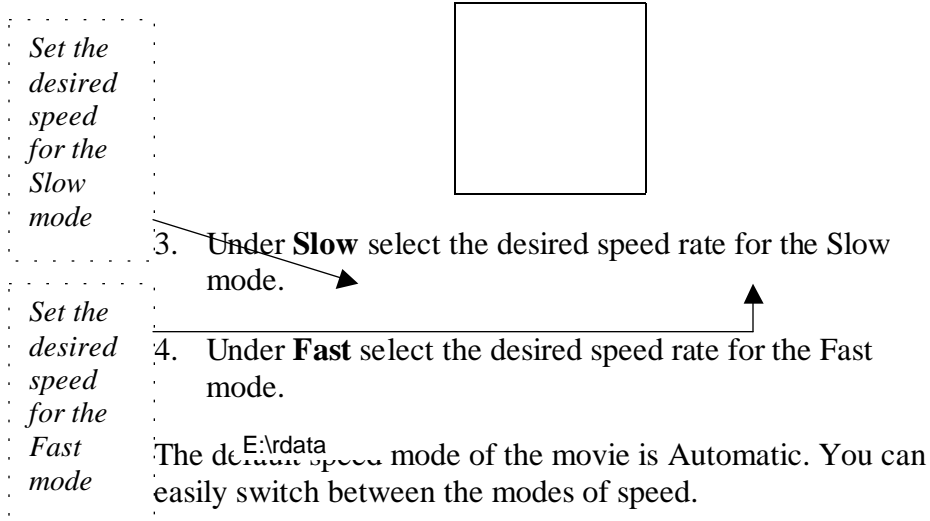 Set the
desired
speed
for the
Slow
mode
3. Under Slow select the desired speed rate for the Slow
mode.
Set the
desired
speed
for the
Fast
mode
4. Under Fast select the desired speed rate for the Fast
mode.
E:\rdata
The default speed mode of the movie is Automatic. You can
easily switch between the modes of speed.